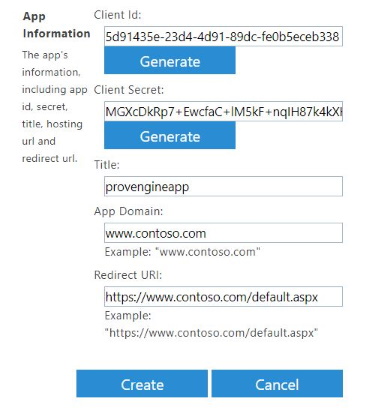 App Information
The app's information, including app id, secret, title, hosting url and redirect url.
Client Id:
5d91435e-23d4-4d91-89dc-fe0b5eceb338
Generate
Client Secret:
MGXcDkRp7+EwcfaC+lM5kF+nqIH87k4kX
Generate
Title:
provengineapp
App Domain:
www.contoso.com
Example: "www.contoso.com"
Redirect URI:
https://www.contoso.com/default.aspx
Example:
"https://www.contoso.com/default.aspx"
Create
Cancel